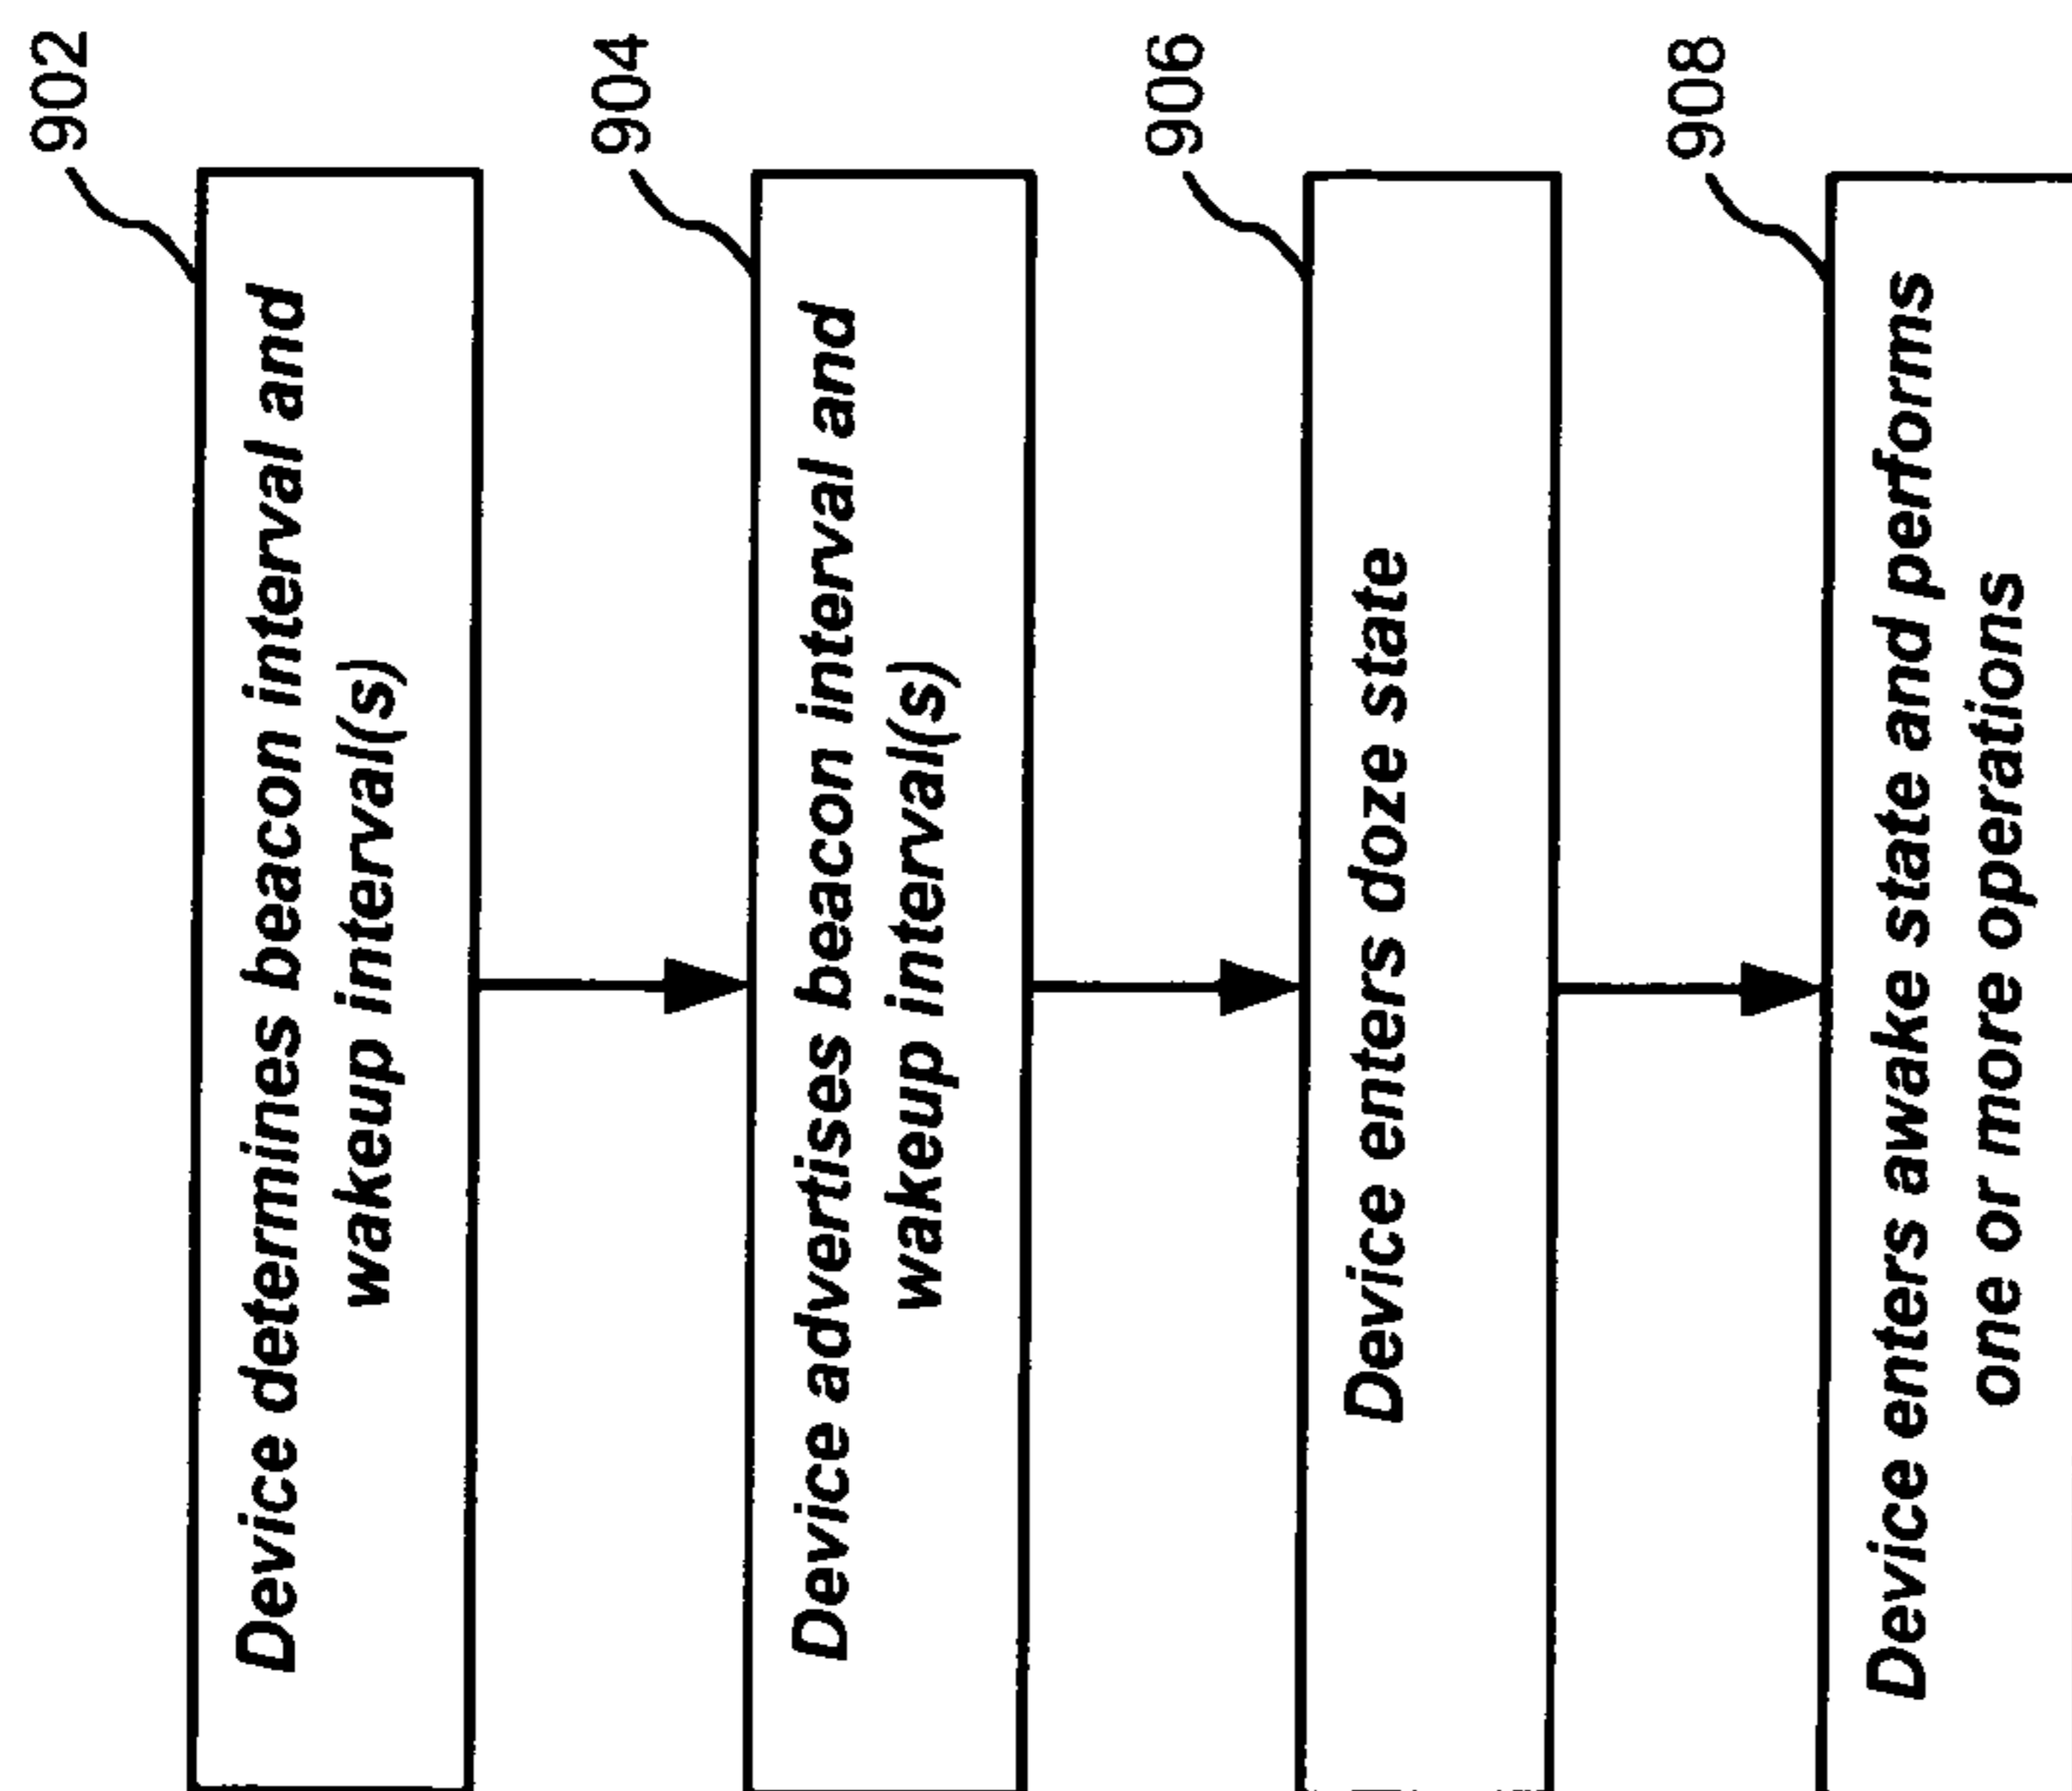 902
Device determines beacon interval and
wakeup interval(s)
904
Device advertises beacon interval and
wakeup interval(s)
906
Device enters doze state
908
Device enters awake state and performs
one or more operations